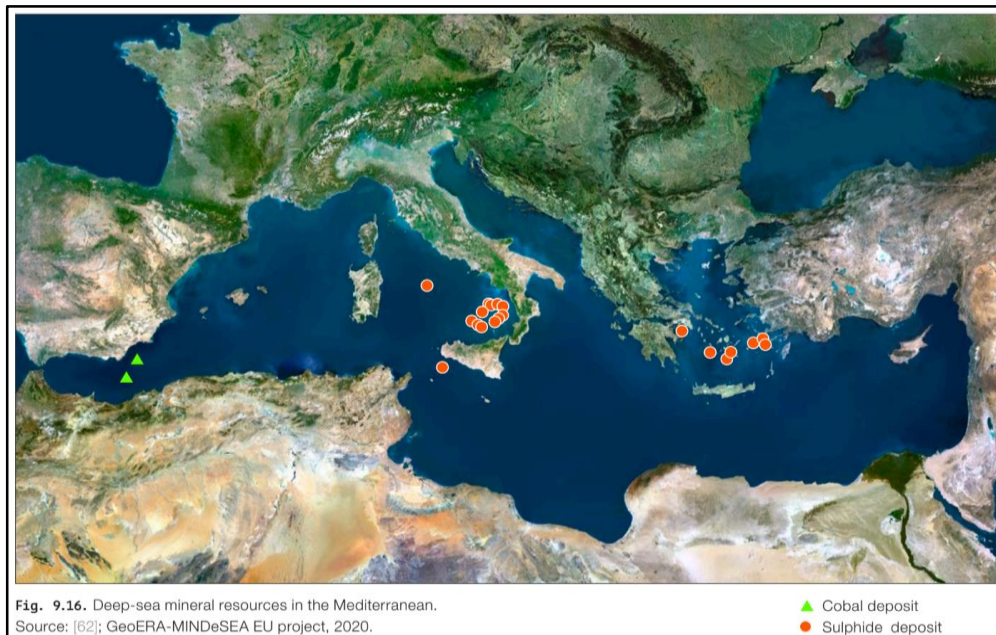 Fig. 9.16. Deep-sea mineral resources in the Mediterranean.
Source: [62]; GeoERA-MINDeSEA EU project, 2020.
Cobal deposit
Sulphide deposit